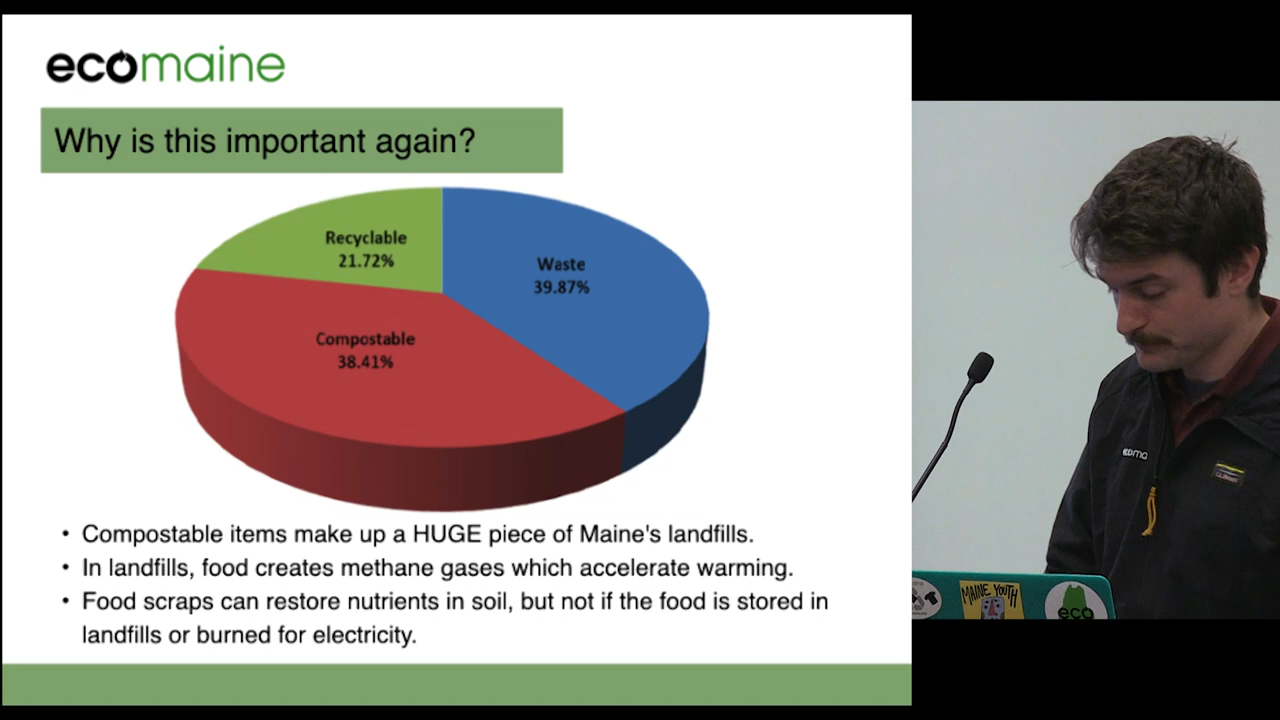 ecomaine
Why is this important again?
Recyclable
21.72%
Waste
39.87%
Compostable
38.41%
• Compostable items make up a HUGE piece of Maine's landfills.
• In landfills, food creates methane gases which accelerate warming.
• Food scraps can restore nutrients in soil, but not if the food is stored in
landfills or burned for electricity.
ecoma
MAINE YOUTH
eco